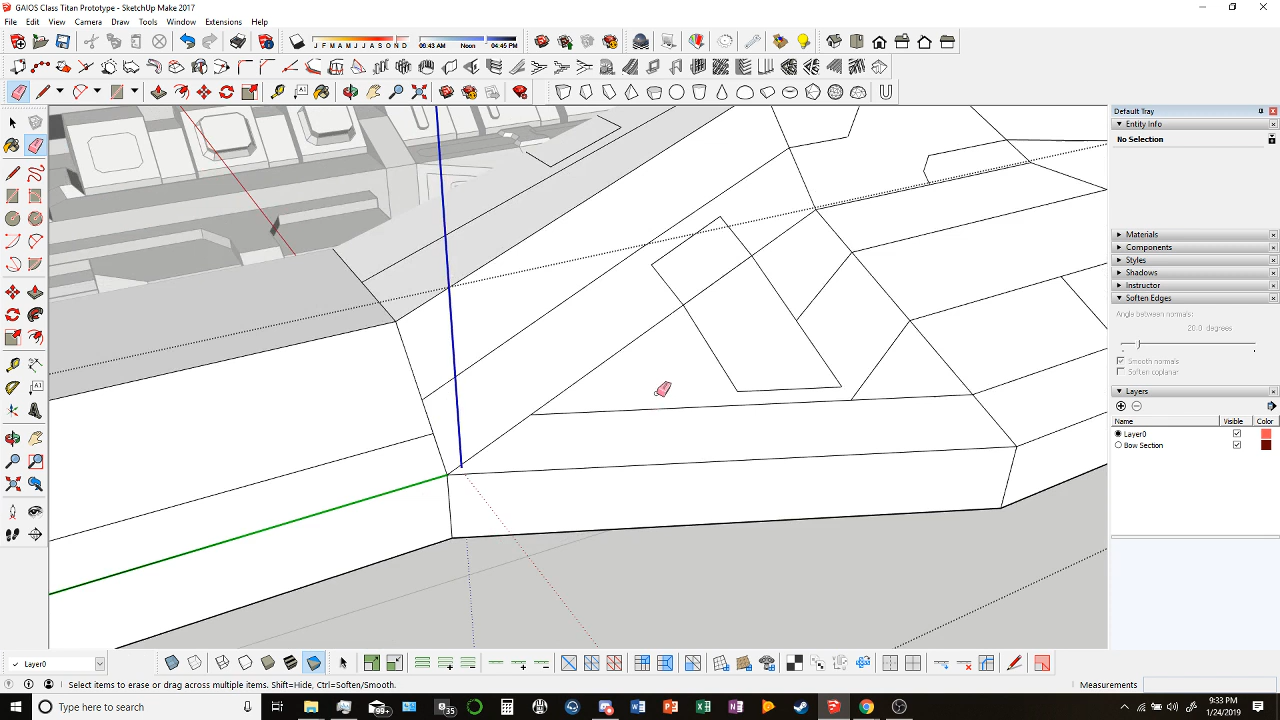 GAIOS Class Titan Prototype - SketchUp Make 2017
File Edit View Camera Draw Tools Window Extensions Help
J F M A M J J A S O N D 06:43 AM Noon 04:45 PM
Default Tray
Entity Info
No Selection
Materials
Components
Styles
Shadows
Instructor
Soften Edges
Angle between normals:
20.0 degrees
Smooth normals
Soften coplanar
Layers
Name Visible Color
Layer0
Bow Section
Layer0
Select items to erase or drag across multiple items. Shift=Hide, Ctrl=Soften/Smooth.
Measurements
Type here to search
99+
35
9:33 PM
1/24/2019